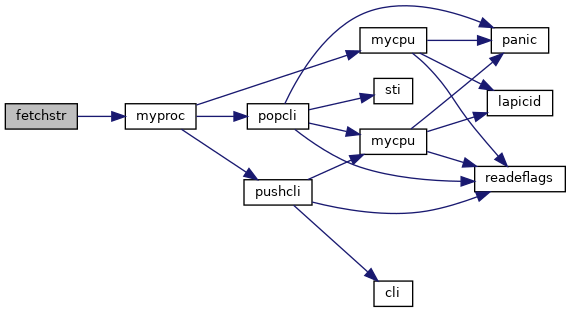 fetchstr
myproc
mycpu
popcli
pushcli
sti
mycpu
cli
panic
lapicid
readeflags